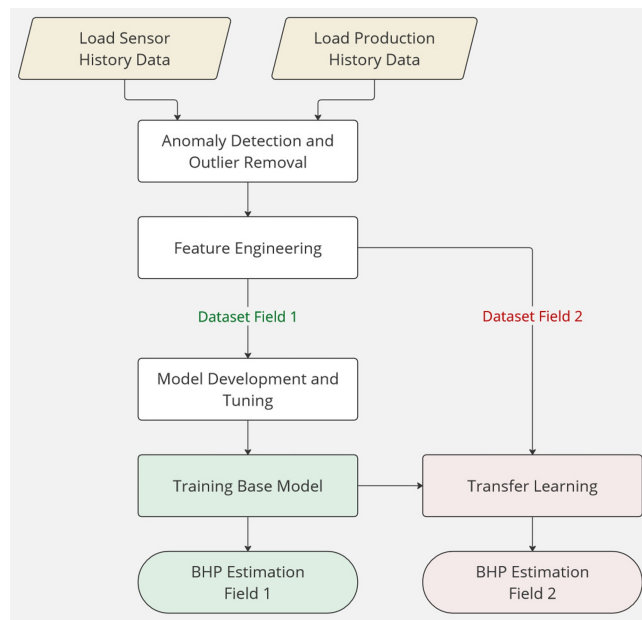 Load Sensor
History Data
Load Production
History Data
Anomaly Detection and
Outlier Removal
Feature Engineering
Dataset Field 1
Dataset Field 2
Model Development and
Tuning
Training Base Model
Transfer Learning
BHP Estimation
Field 1
BHP Estimation
Field 2